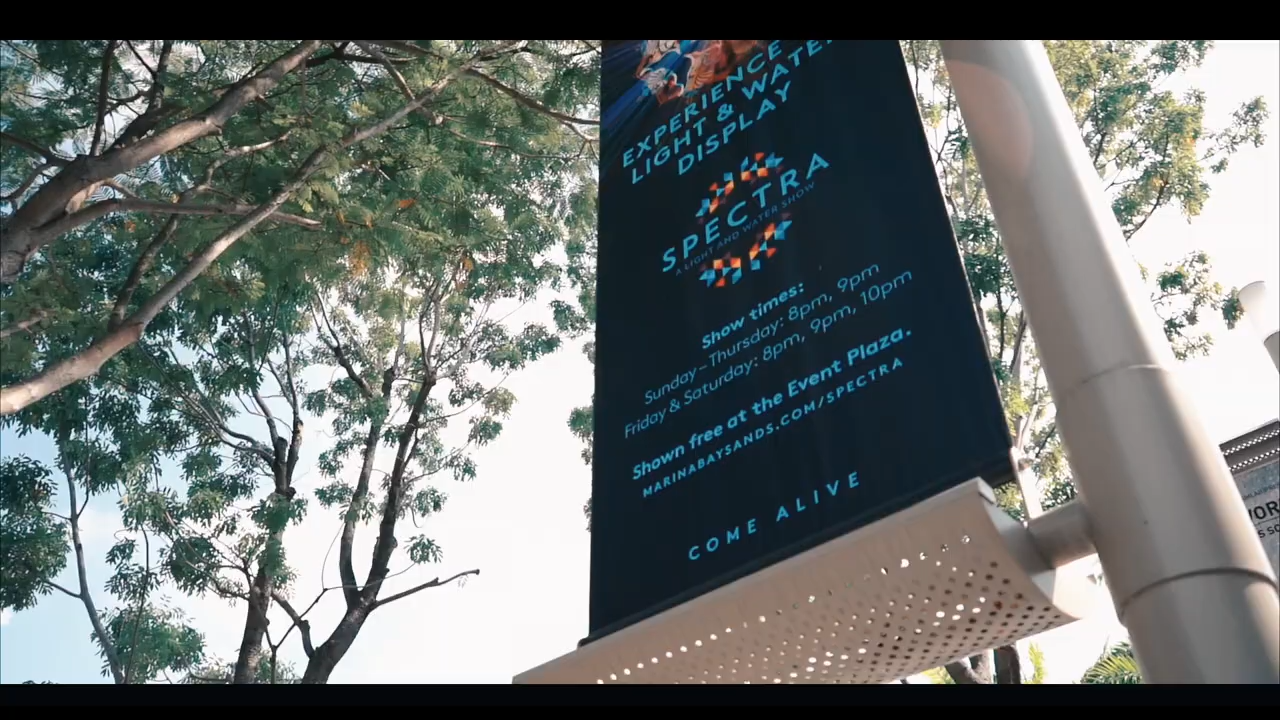 EXPERIENCE
LIGHT & WATER
DISPLAY
SPECTRA
A LIGHT AND WATER SHOW
Show times:
Sunday – Thursday: 8pm, 9pm
Friday & Saturday: 8pm, 9pm, 10pm
Shown free at the Event Plaza.
MARINABAYSANDS.COM/SPECTRA
COME ALIVE